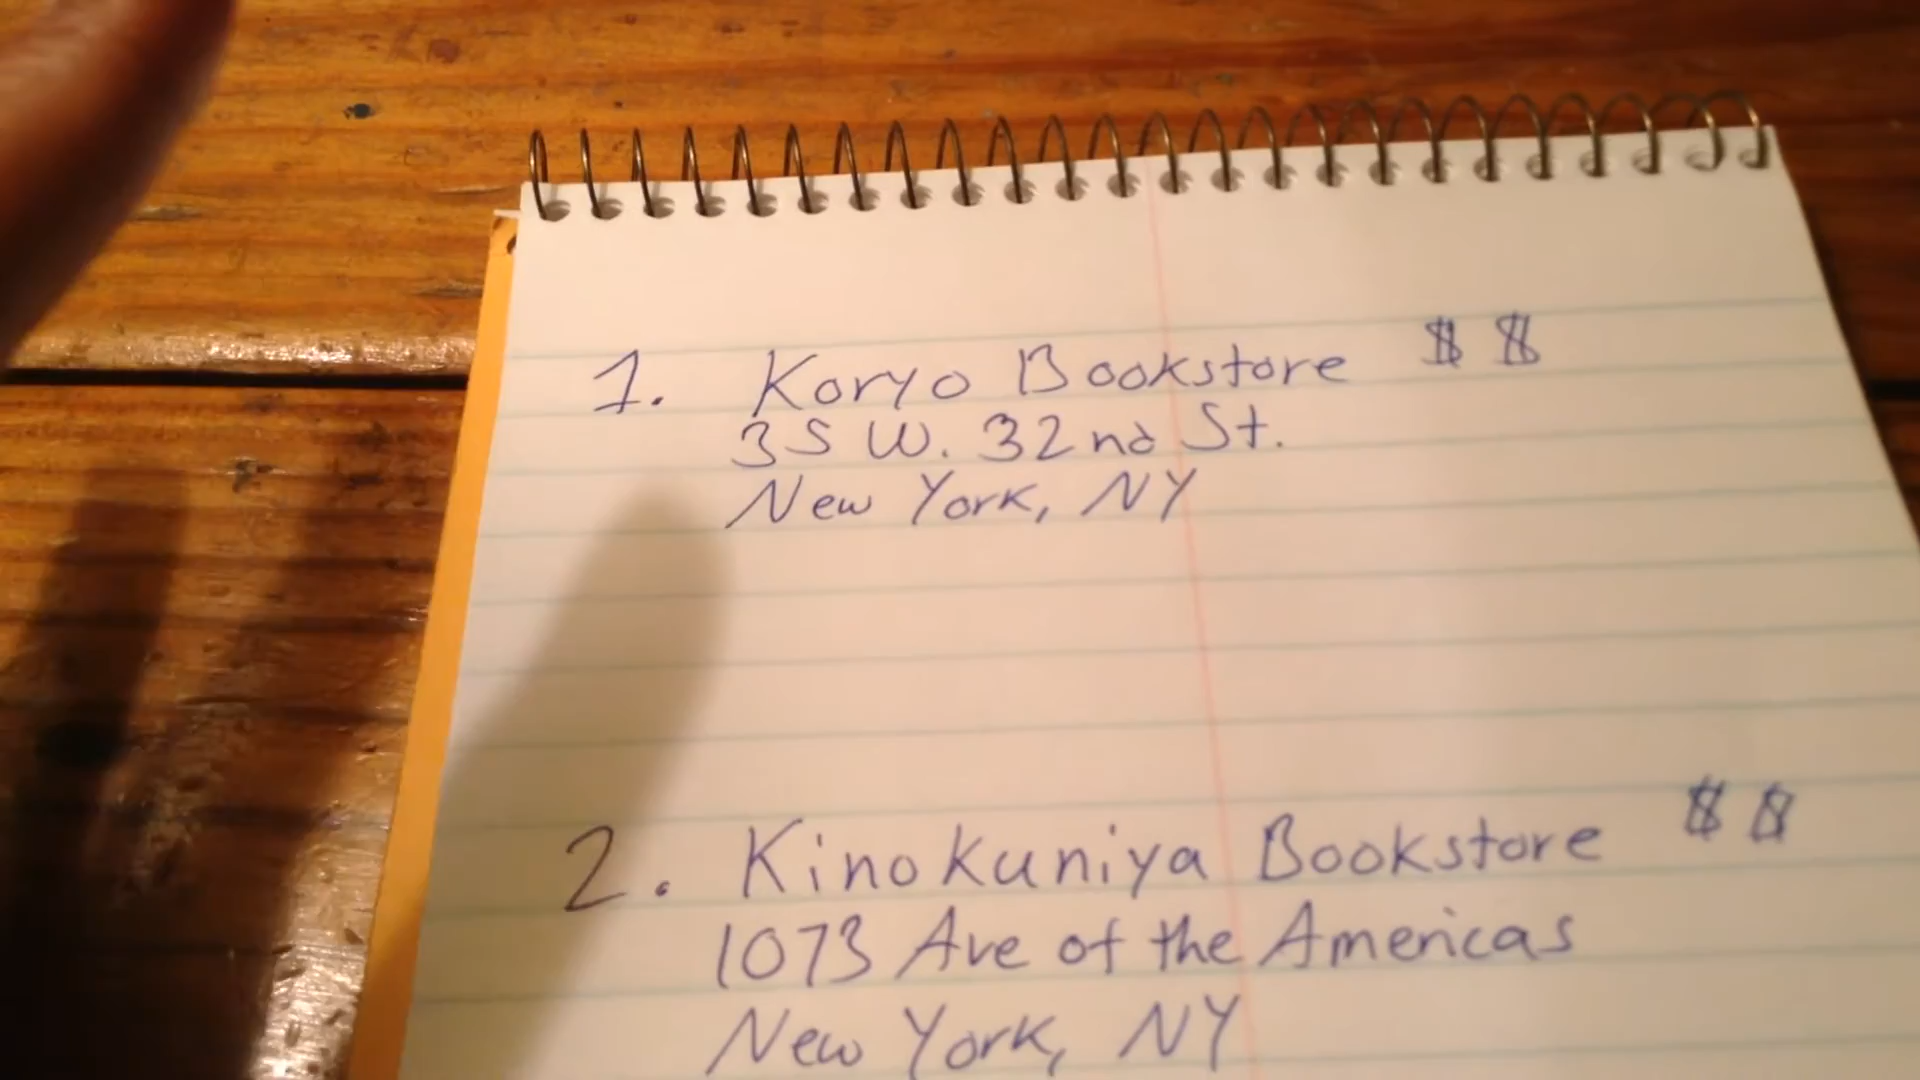 1. Koryo Bookstore $ $
35 W. 32nd St.
New York, NY
2. Kinokuniya Bookstore $ $
1073 Ave of the Americas
New York, NY